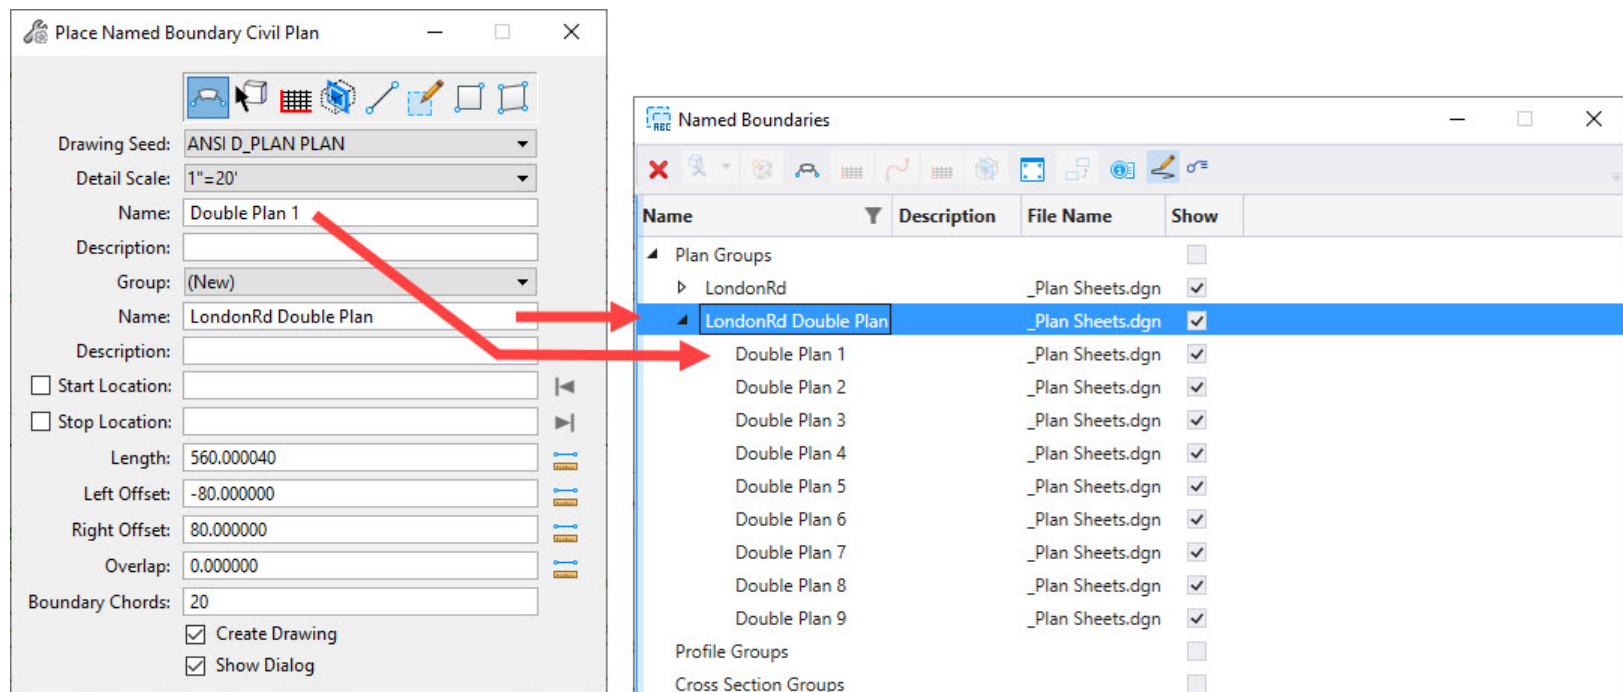 Place Named Boundary Civil Plan
Drawing Seed: ANSI D_PLAN PLAN
Detail Scale: 1"=20'
Name: Double Plan 1
Description:
Group: (New)
Name: LondonRd Double Plan
Description:
Start Location:
Stop Location:
Length: 560.000040
Left Offset: -80.000000
Right Offset: 80.000000
Overlap: 0.000000
Boundary Chords: 20
Create Drawing
Show Dialog
ABC Named Boundaries
Name Description File Name Show
Plan Groups
LondonRd _Plan Sheets.dgn
LondonRd Double Plan _Plan Sheets.dgn
Double Plan 1 _Plan Sheets.dgn
Double Plan 2 _Plan Sheets.dgn
Double Plan 3 _Plan Sheets.dgn
Double Plan 4 _Plan Sheets.dgn
Double Plan 5 _Plan Sheets.dgn
Double Plan 6 _Plan Sheets.dgn
Double Plan 7 _Plan Sheets.dgn
Double Plan 8 _Plan Sheets.dgn
Double Plan 9 _Plan Sheets.dgn
Profile Groups
Cross Section Groups